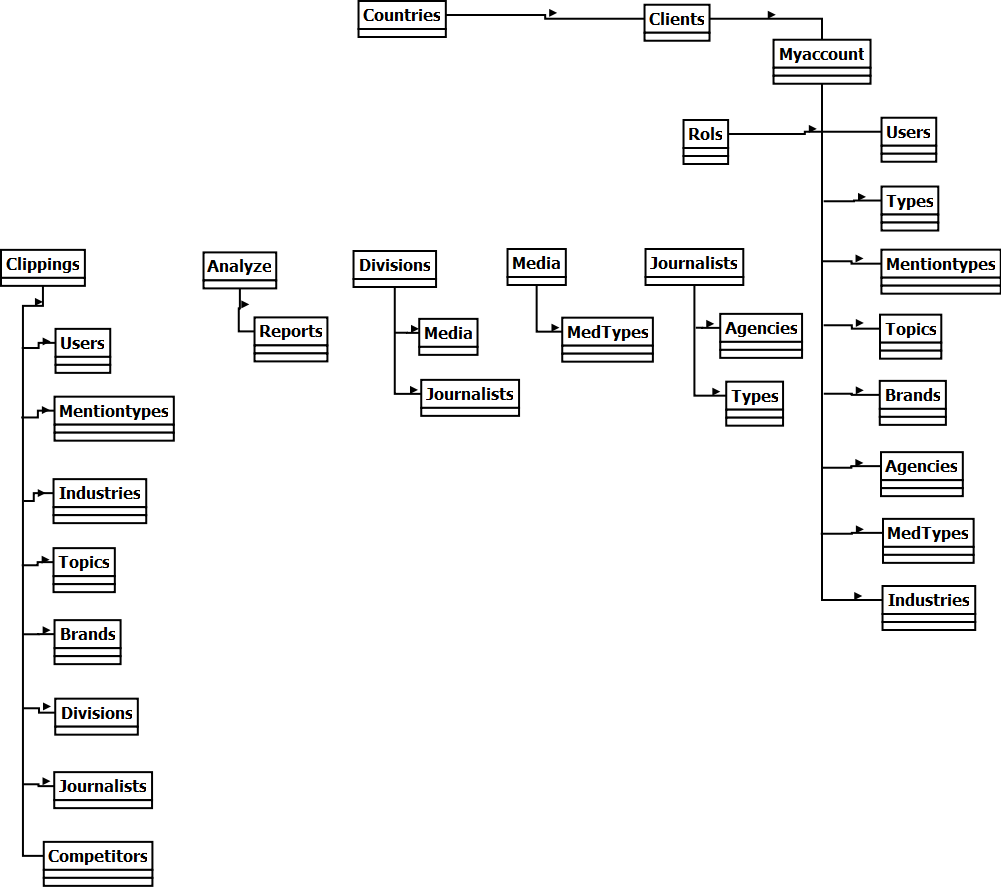 Countries
Clients
Myaccount
Rols
Users
Types
Mentiontypes
Topics
Brands
Agencies
MedTypes
Industries
Clippings
Users
Mentiontypes
Industries
Topics
Brands
Divisions
Journalists
Competitors
Analyze
Reports
Divisions
Media
Journalists
Media
MedTypes
Journalists
Agencies
Types